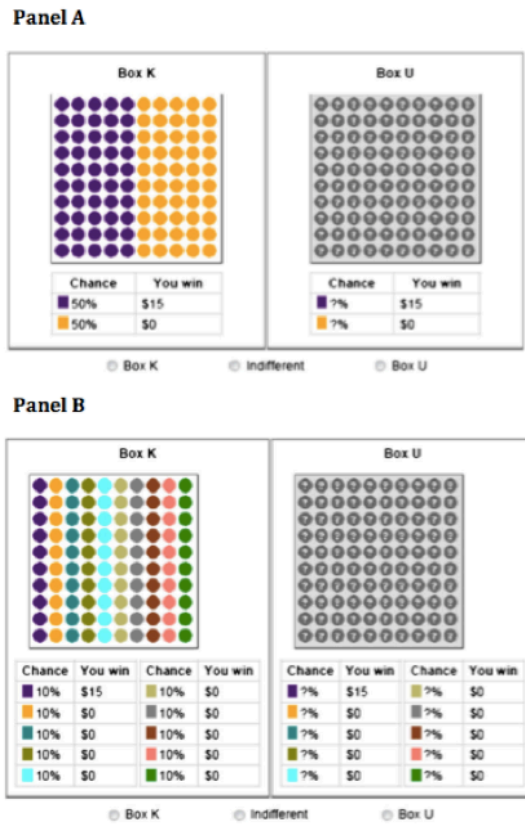 Panel A
Box K Box U
Chance You win Chance You win
50% $15 ?% $15
50% $0 ?% $0
Box K Indifferent Box U
Panel B
Box K Box U
Chance You win Chance You win Chance You win Chance You win
10% $15 10% $0 ?% $15 ?% $0
10% $0 10% $0 ?% $0 ?% $0
10% $0 10% $0 ?% $0 ?% $0
10% $0 10% $0 ?% $0 ?% $0
10% $0 10% $0 ?% $0 ?% $0
Box K Indifferent Box U